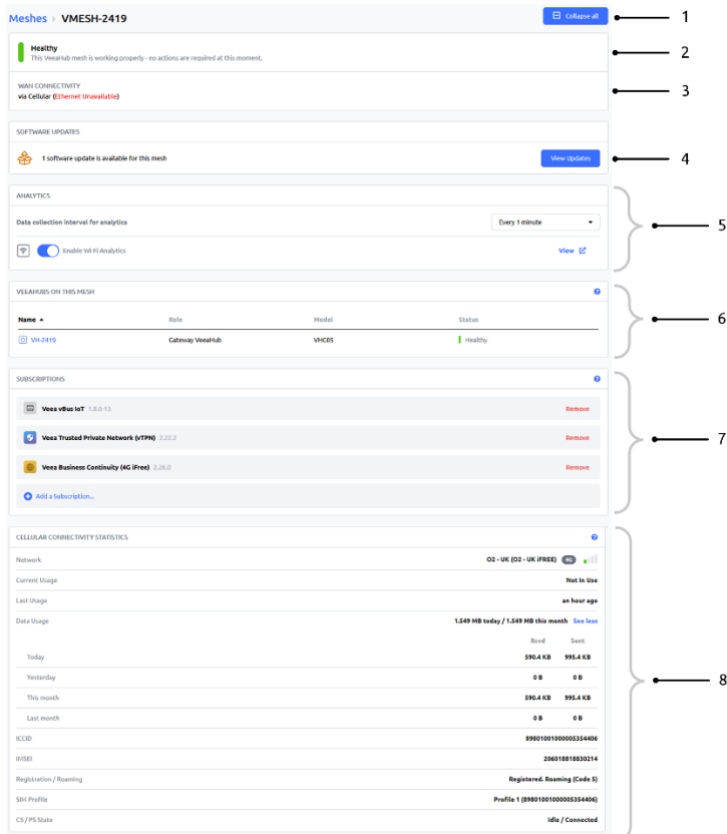 Meshes › VMESH-2419
Collapse all
1
Healthy
This VeeaHub mesh is working properly - no actions are required at this moment.
2
WAN CONNECTIVITY
via Cellular (Ethernet Unavailable)
3
SOFTWARE UPDATES
1 software update is available for this mesh
View Updates
4
ANALYTICS
Data collection interval for analytics
Every 1 minute
Enable Wi-Fi Analytics
View
5
VEEAHUBS ON THIS MESH
Name Role Model Status
VH-2419 Gateway VeeaHub VHC05 Healthy
6
SUBSCRIPTIONS
Veea vBus IoT 1.8.0-13 Remove
Veea Trusted Private Network (vTPN) 2.22.2 Remove
Veea Business Continuity (4G iFree) 2.26.0 Remove
Add a Subscription...
7
CELLULAR CONNECTIVITY STATISTICS
Network O2 - UK (O2 - UK iFREE) 4G
Current Usage Not In Use
Last Usage an hour ago
Data Usage 1.549 MB today / 1.549 MB this month See less
Rcvd Sent
Today 590.4 KB 995.4 KB
Yesterday 0 B 0 B
This month 590.4 KB 995.4 KB
Last month 0 B 0 B
8
ICCID 89801001000005354406
IMSEI 206018818830214
Registration / Roaming Registered. Roaming (Code 5)
SIM Profile Profile 1 (89801001000005354406)
CS / PS State Idle / Connected